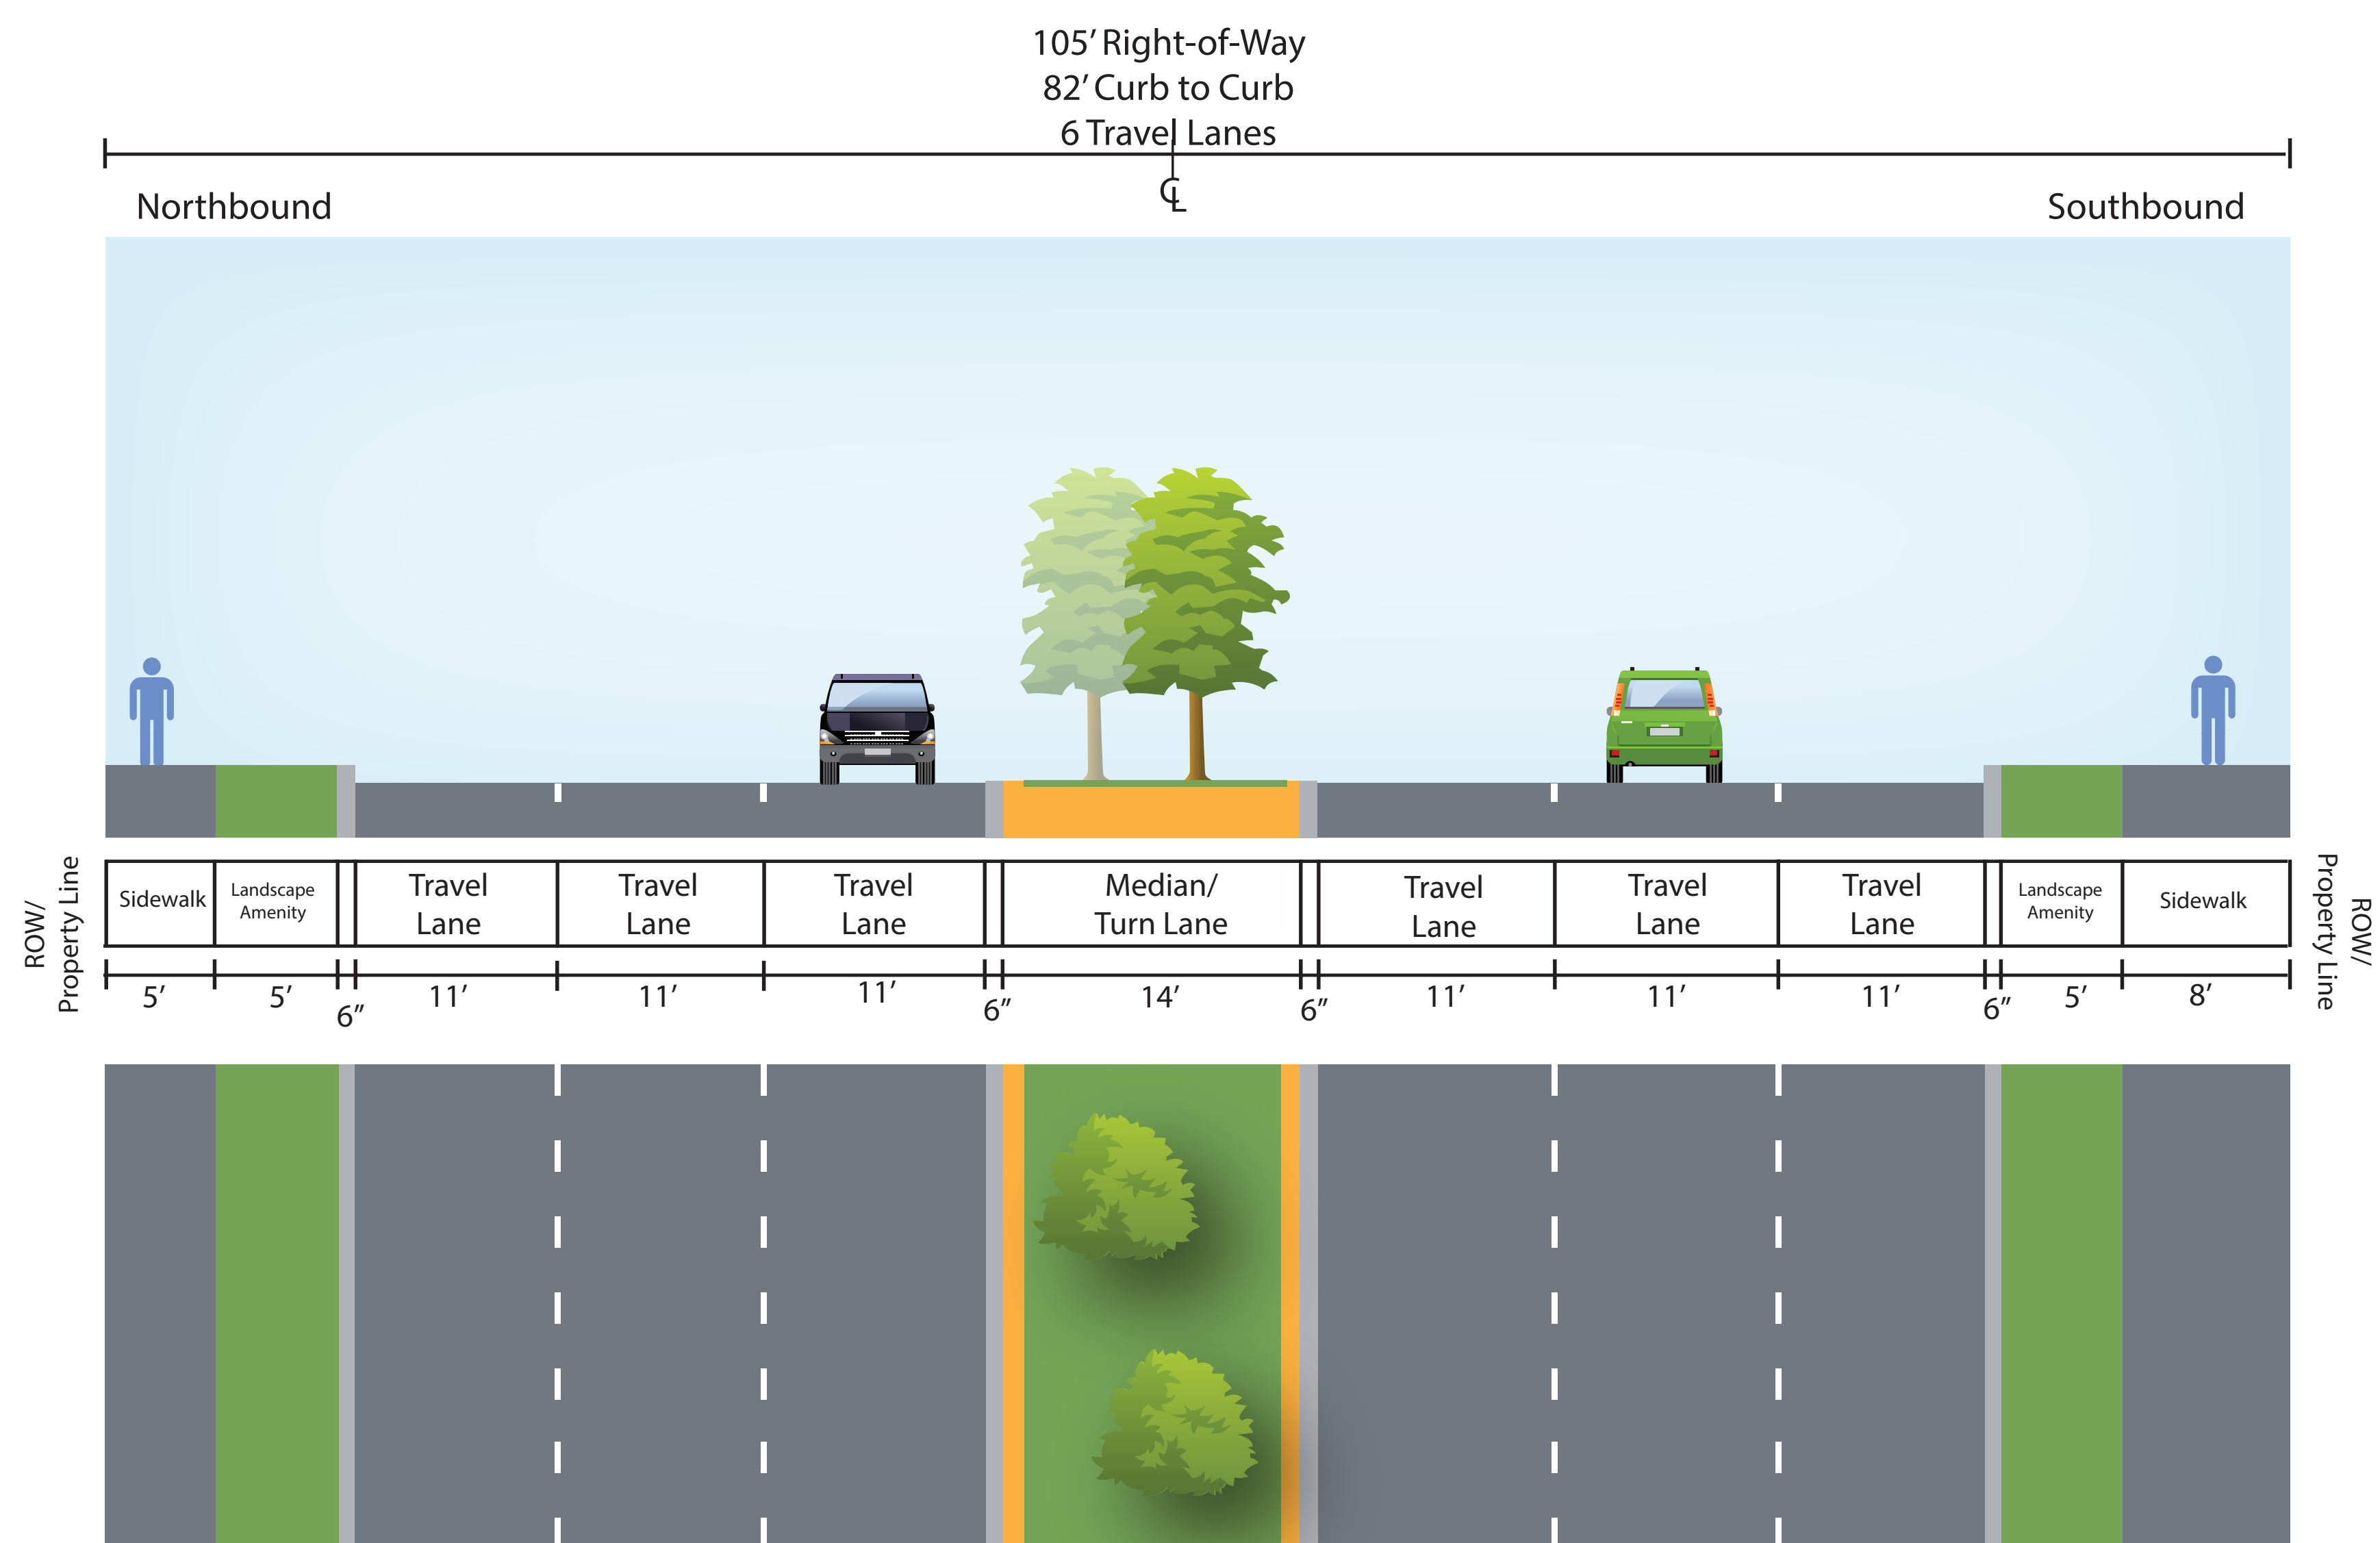 105’ Right-of-Way
82’ Curb to Curb
6 Travel Lanes
℄
Northbound
Southbound
ROW/
Property Line
Sidewalk
Landscape
Amenity
Travel
Lane
Travel
Lane
Travel
Lane
Median/
Turn Lane
Travel
Lane
Travel
Lane
Travel
Lane
Landscape
Amenity
Sidewalk
ROW/
Property Line
5’
5’
6”
11’
11’
11’
6”
14’
6”
11’
11’
11’
6”
5’
8’